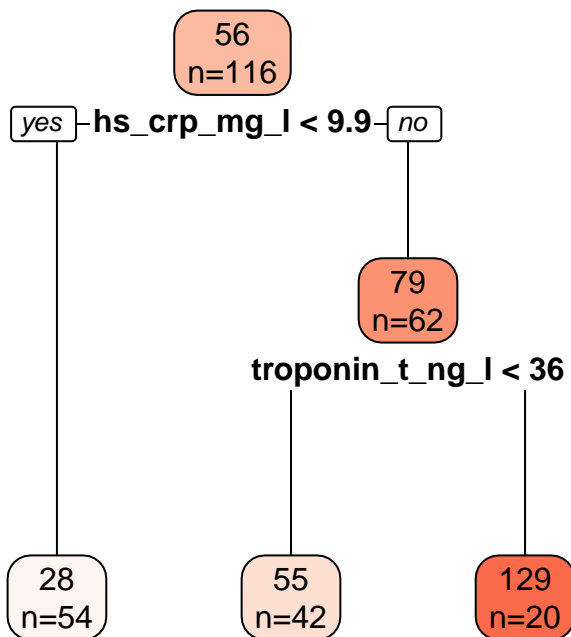 56
n=116
yes hs_crp_mg_l < 9.9 no
79
n=62
troponin_t_ng_l < 36
28
n=54
55
n=42
129
n=20